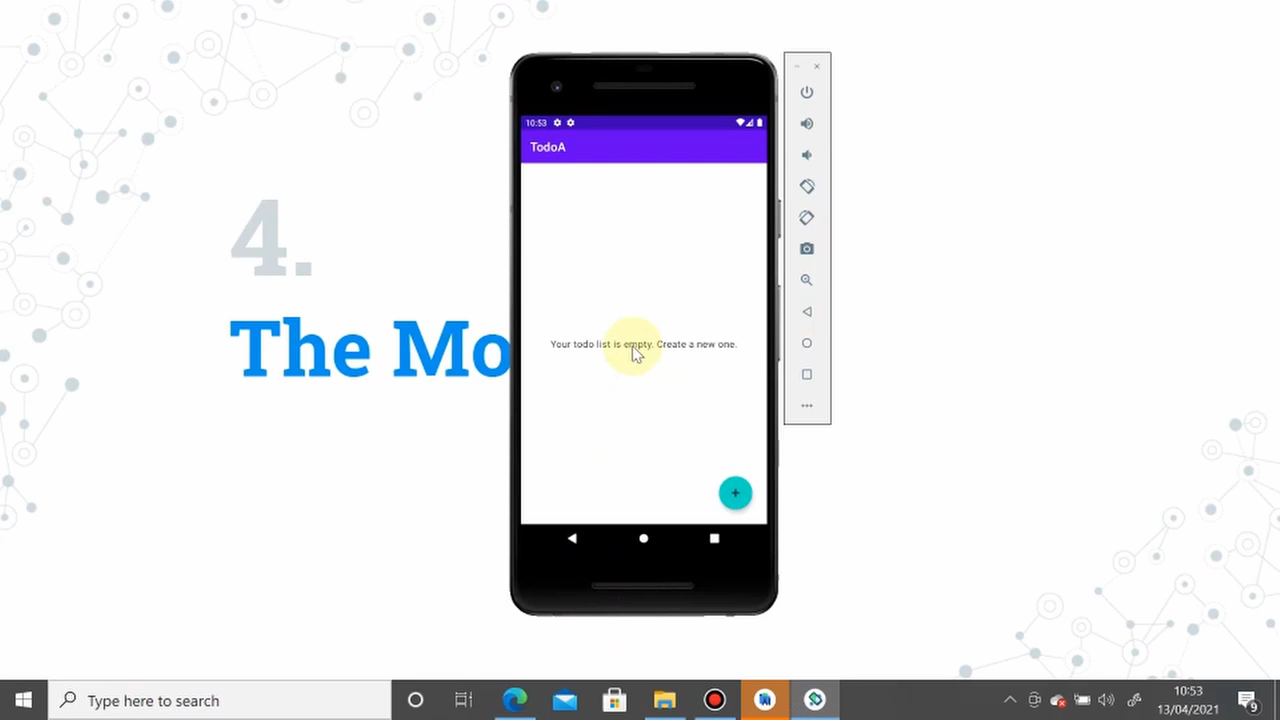 4.
The Mo
10:53
TodoA
Your todo list is empty. Create a new one.
+
Type here to search
10:53
13/04/2021
9